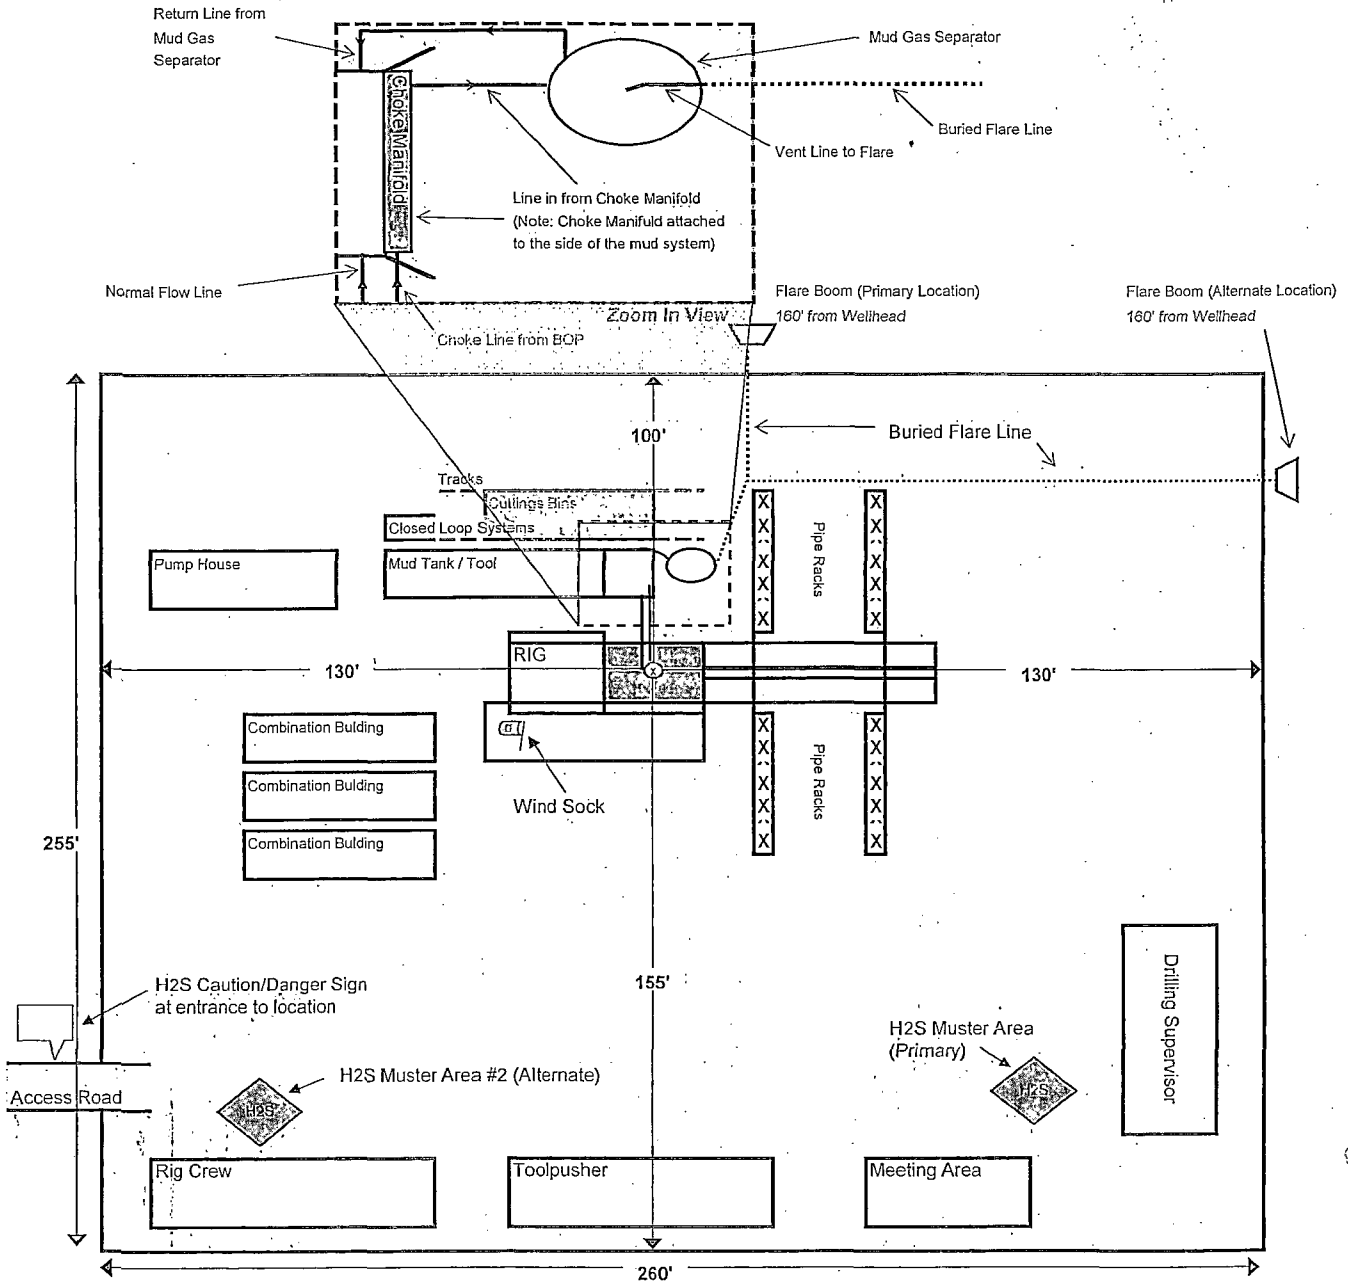 Return Line from
Mud Gas
Separator
Mud Gas Separator
Buried Flare Line
Vent Line to Flare
Choke Manifold
Line in from Choke Manifold
(Note: Choke Manifuld attached
to the side of the mud system)
Normal Flow Line
Choke Line from BOP
Zoom In View
Flare Boom (Primary Location)
160' from Wellhead
Flare Boom (Alternate Location)
160' from Wellhead
100'
Buried Flare Line
Tracks
Cuttings Bins
Closed Loop Systems
Pump House
Mud Tank / Tool
X
X
X
X
X
X
X
X
X
X
Pipe Racks
RIG
X
130'
130'
Combination Bulding
Combination Bulding
Combination Bulding
Wind Sock
X
X
X
X
X
X
X
X
X
X
Pipe Racks
255'
155'
H2S Caution/Danger Sign
at entrance to location
Access Road
H2S Muster Area #2 (Alternate)
H2S
H2S Muster Area
(Primary)
H2S
Drilling Supervisor
Rig Crew
Toolpusher
Meeting Area
260'